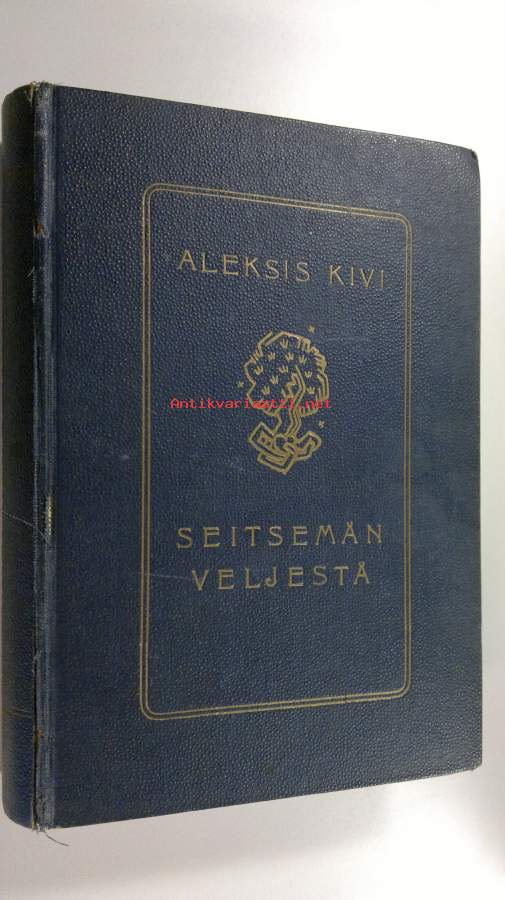 ALEKSIS KIVI
Antikvariaatti.net
SEITSEMÄN
VELJESTÄ